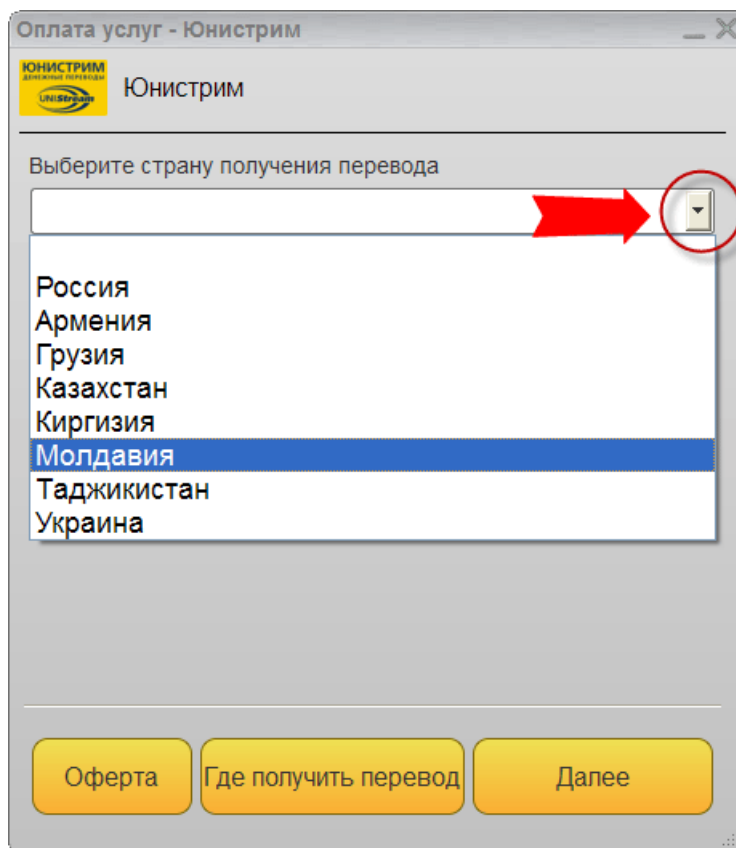 Оплата услуг - Юнистрим
ЮНИСТРИМ
ДЕНЕЖНЫЕ ПЕРЕВОДЫ
UNIStream
Юнистрим
Выберите страну получения перевода
Россия
Армения
Грузия
Казахстан
Киргизия
Молдавия
Таджикистан
Украина
Оферта
Где получить перевод
Далее